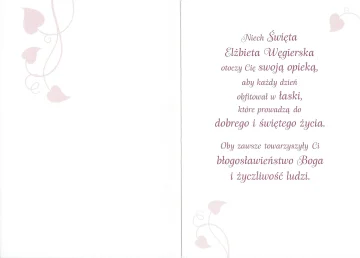 Niech Święta
Elżbieta Węgierska
otoczy Cię swoją opieką,
aby każdy dzień
obfitował w łaski,
które prowadzą do
dobrego i świętego życia.
Oby zawsze towarzyszyły Ci
błogosławieństwo Boga
i życzliwość ludzi.